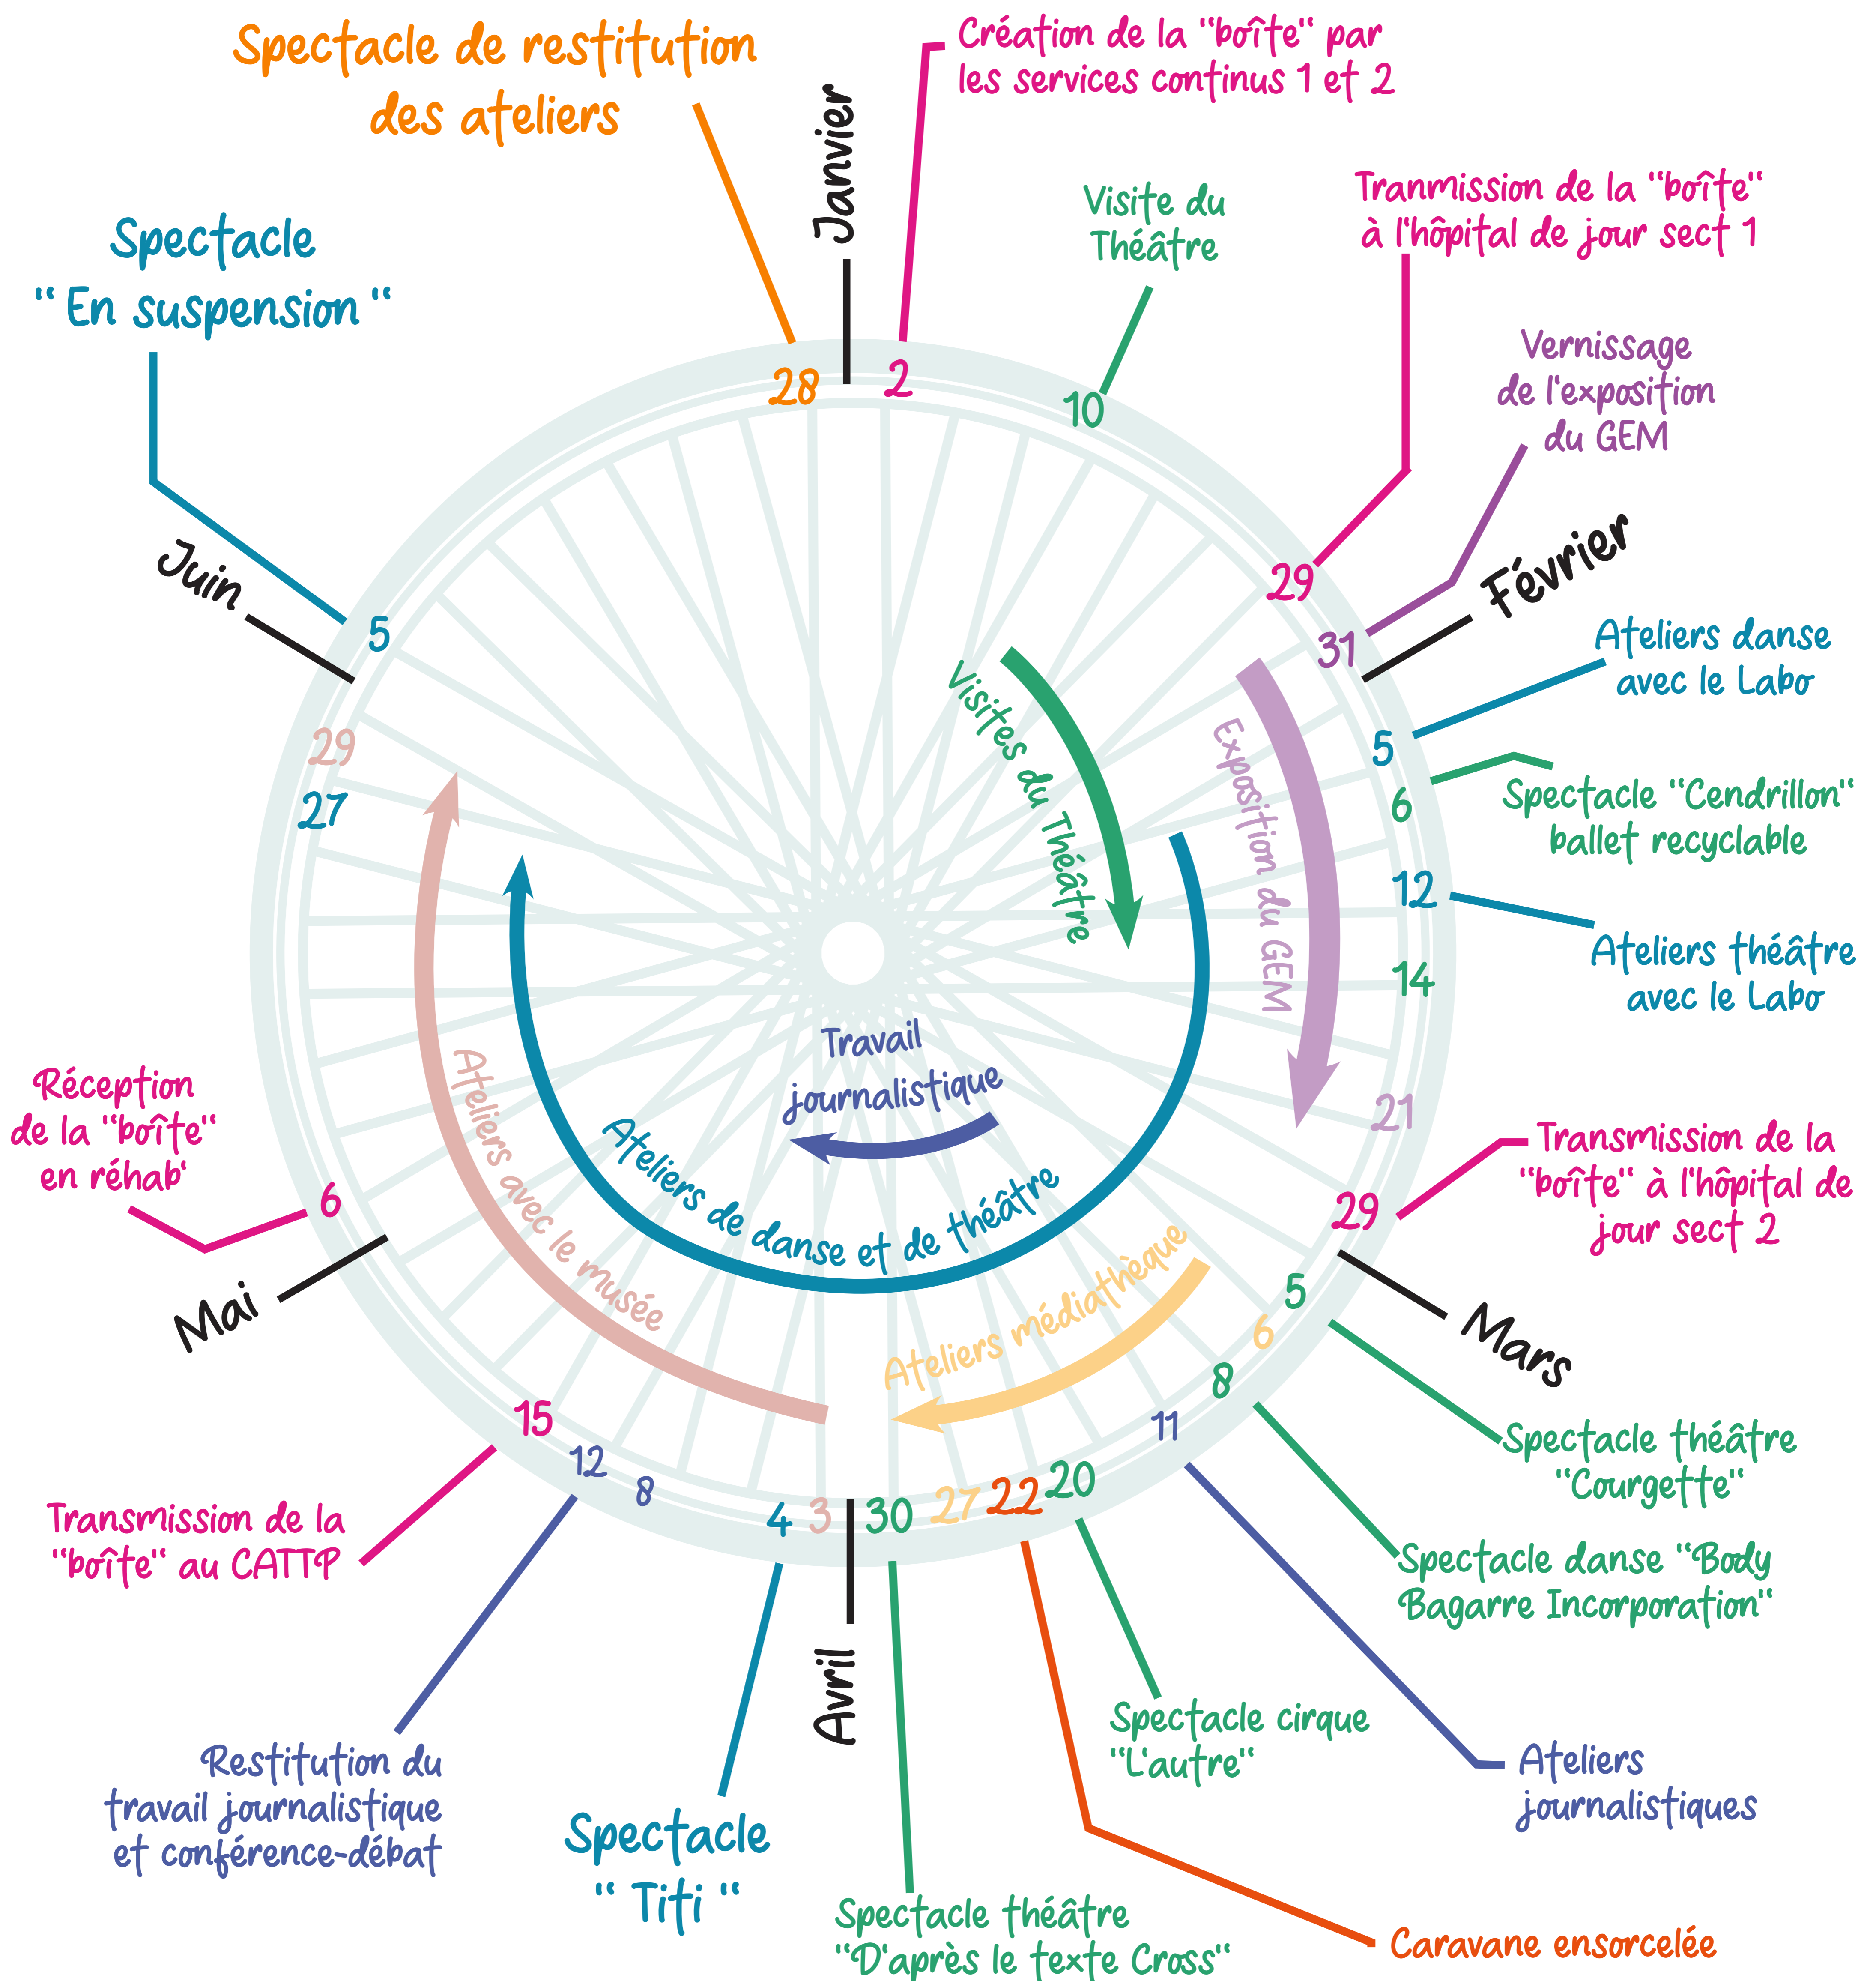 Spectacle de restitution
des ateliers
28
Janvier
Création de la "boîte" par
les services continus 1 et 2
2
Visite du
Théâtre
10
Tranmission de la "boîte"
à l'hôpital de jour sect 1
29
Vernissage
de l'exposition
du GEM
31
Février
Ateliers danse
avec le Labo
5
Spectacle "Cendrillon"
ballet recyclable
6
12
Ateliers théâtre
avec le Labo
14
21
Transmission de la
"boîte" à l'hôpital de
jour sect 2
29
Mars
5
Spectacle théâtre
"Courgette"
6
8
Spectacle danse "Body
Bagarre Incorporation"
11
Ateliers
journalistiques
20
Spectacle cirque
"L'autre"
22
Caravane ensorcelée
27
30
Spectacle théâtre
"D'après le texte Cross"
Avril
3
4
Spectacle
" Titi "
8
12
Restitution du
travail journalistique
et conférence-débat
15
Transmission de la
"boîte" au CATTP
Mai
6
Réception
de la "boîte"
en réhab'
27
29
Juin
5
Spectacle
" En suspension "
Visites du Théâtre
Exposition du GEM
Travail
journalistique
Ateliers de danse et de théâtre
Ateliers médiathèque
Ateliers avec le musée